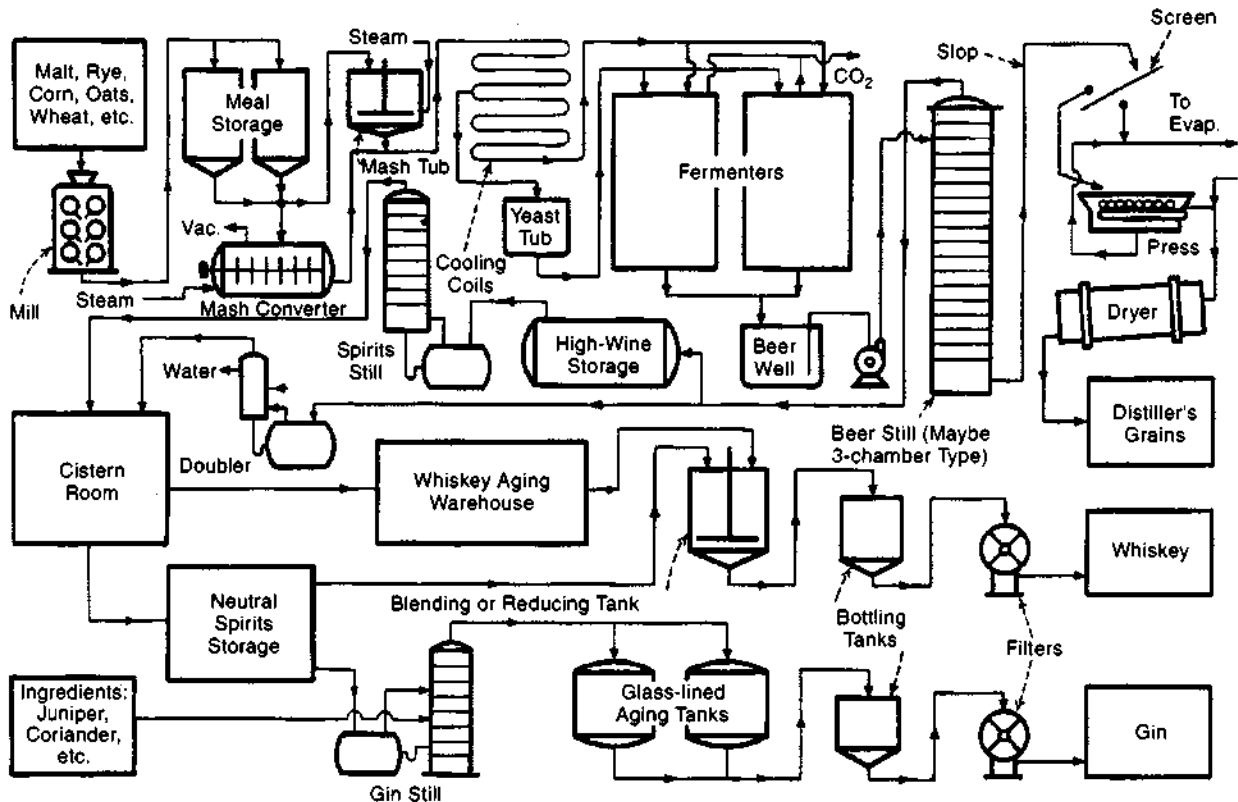 Malt, Rye,
Corn, Oats,
Wheat, etc.
Meal
Storage
Steam
Mash Tub
CO2
Slop
Screen
To
Evap.
Fermenters
Yeast
Tub
Cooling
Coils
Vac.
Mill
Steam
Mash Converter
Press
Dryer
Spirits
Still
High-Wine
Storage
Beer
Well
Water
Doubler
Beer Still (Maybe
3-chamber Type)
Distiller's
Grains
Cistern
Room
Whiskey Aging
Warehouse
Whiskey
Neutral
Spirits
Storage
Blending or Reducing Tank
Bottling
Tanks
Filters
Ingredients:
Juniper,
Coriander,
etc.
Glass-lined
Aging Tanks
Gin
Gin Still